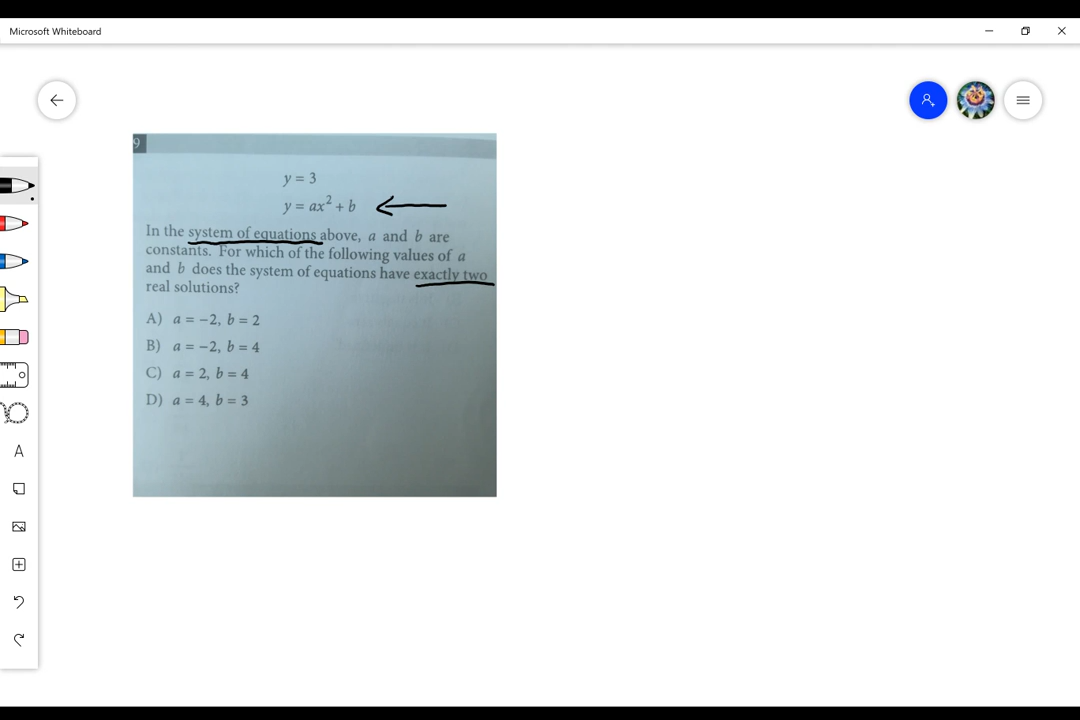 Microsoft Whiteboard
9
y = 3
y = ax² + b
In the system of equations above, a and b are
constants. For which of the following values of a
and b does the system of equations have exactly two
real solutions?
A) a = −2, b = 2
B) a = −2, b = 4
C) a = 2, b = 4
D) a = 4, b = 3
A